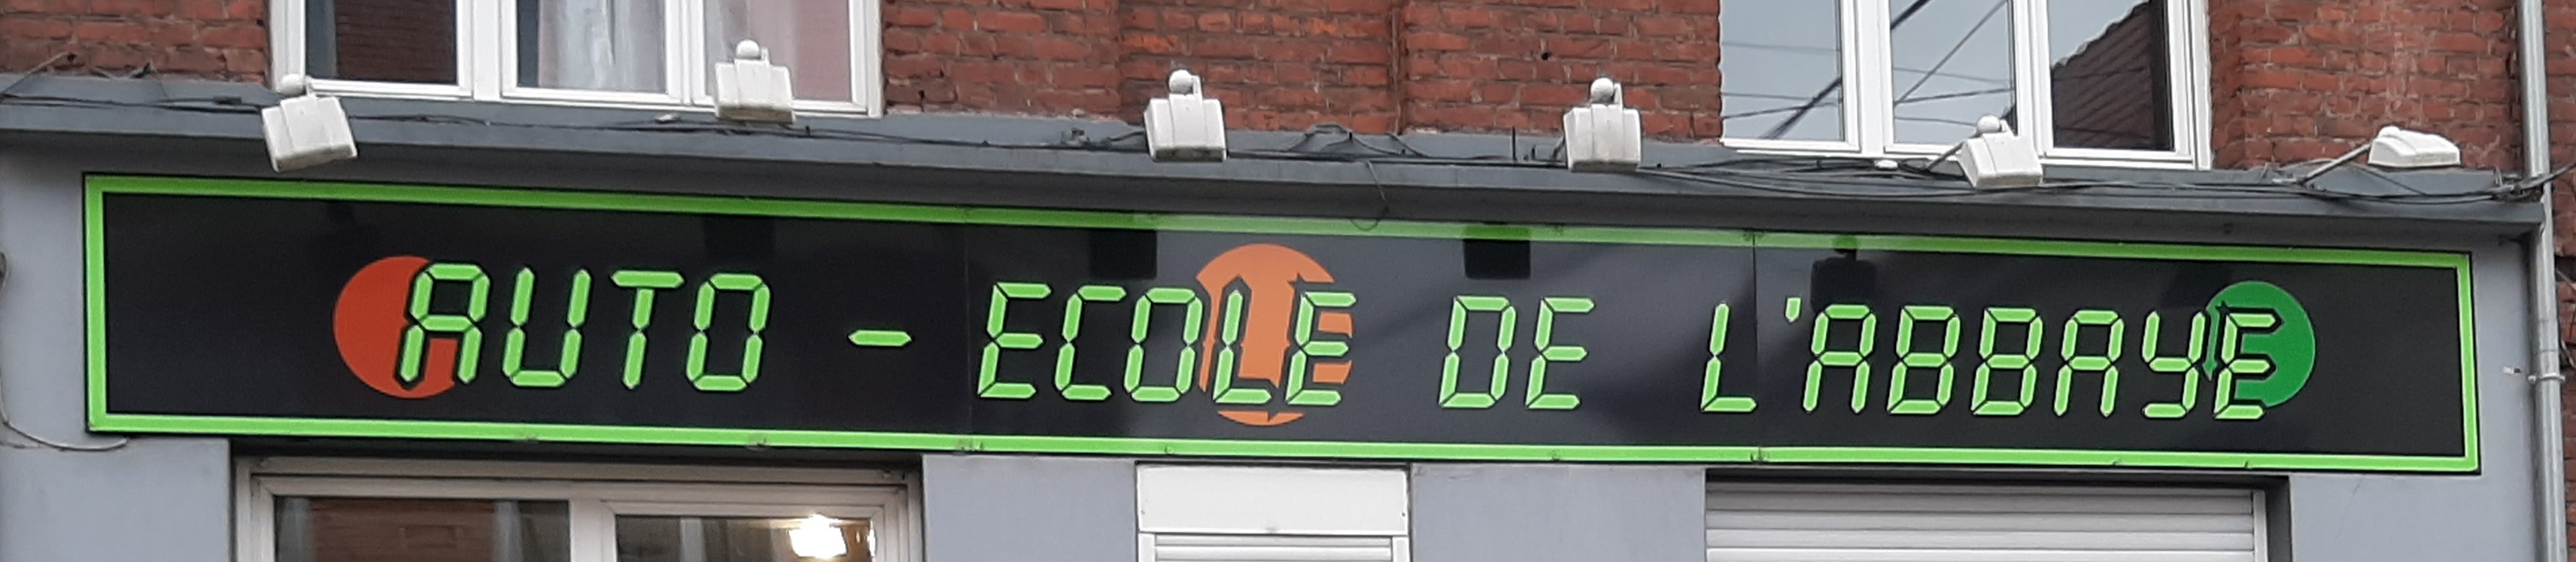 AUTO - ECOLE DE L'ABBAYE